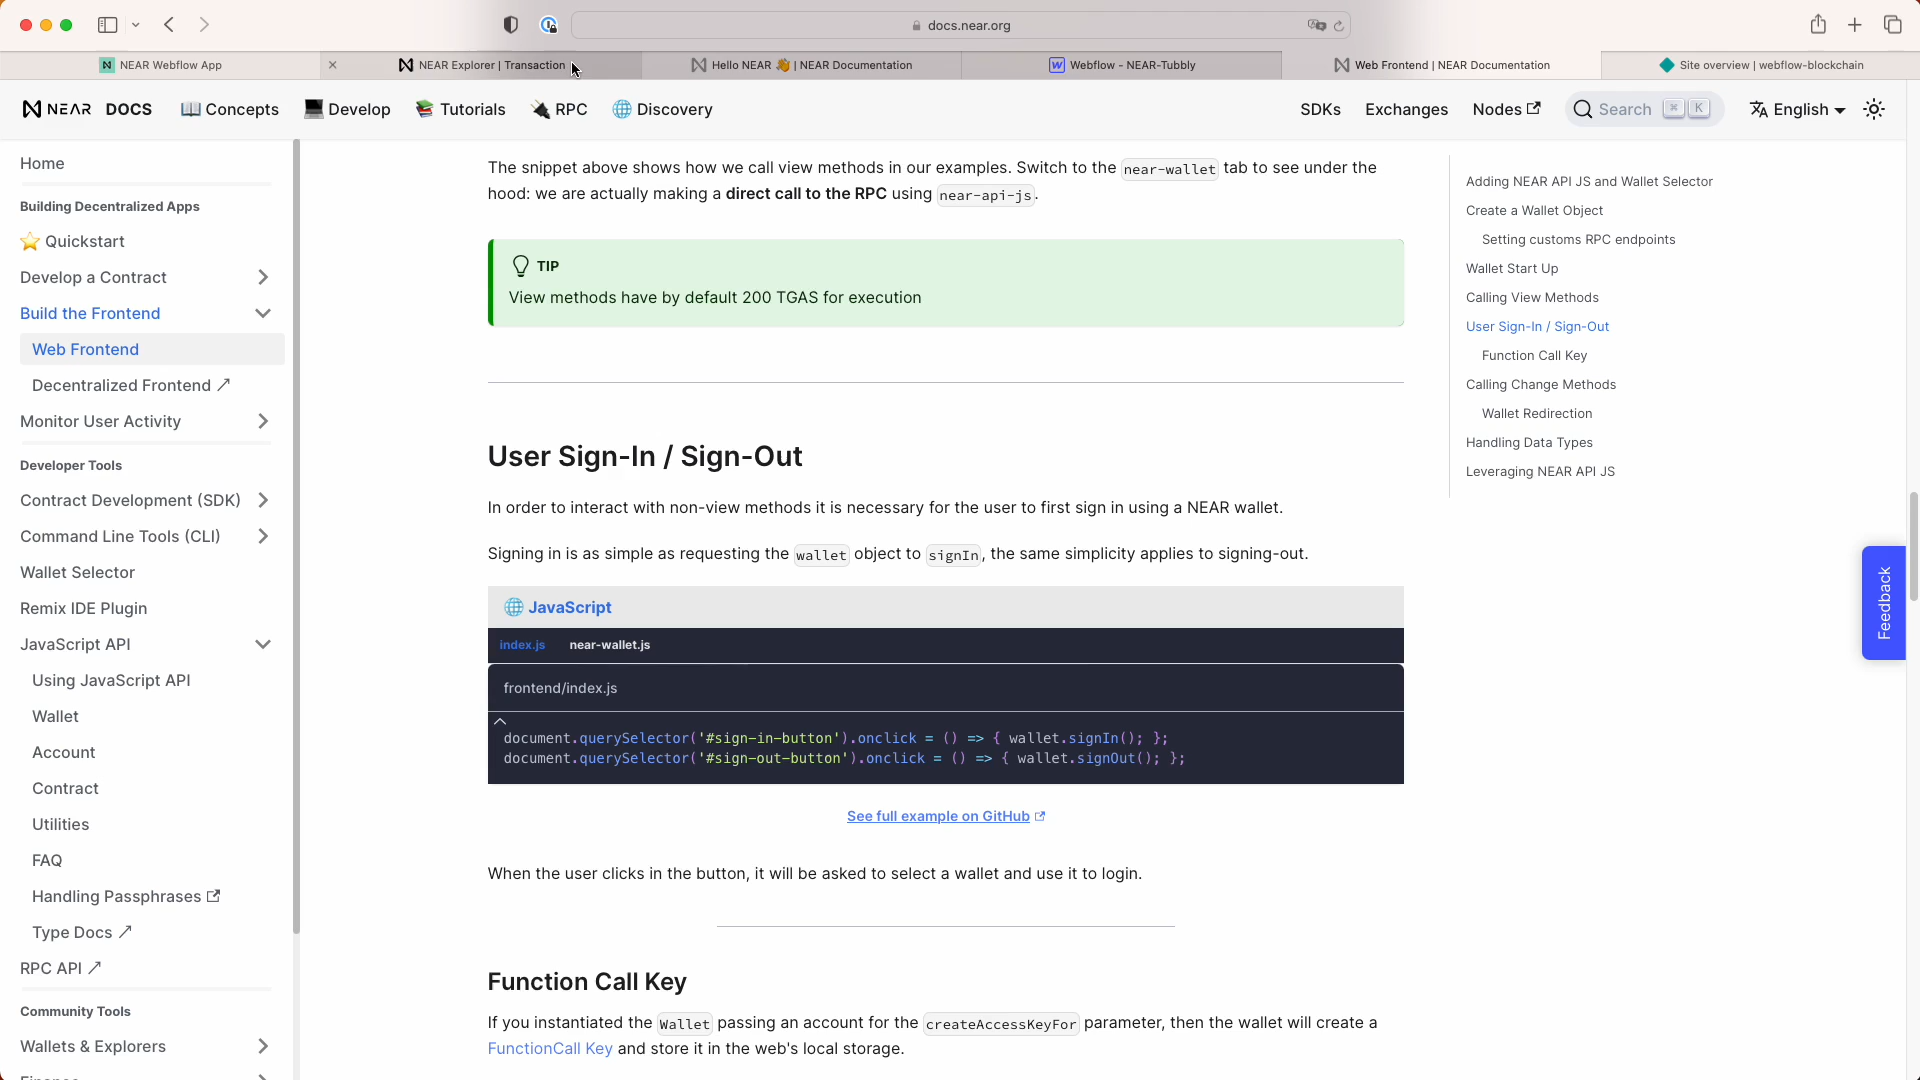 docs.near.org
NEAR Webflow App
NEAR Explorer | Transaction
Hello NEAR 👋 | NEAR Documentation
Webflow - NEAR-Tubbly
Web Frontend | NEAR Documentation
Site overview | webflow-blockchain
NEAR DOCS
Concepts
Develop
Tutorials
RPC
Discovery
SDKs
Exchanges
Nodes
Search ⌘ K
English
Home
Building Decentralized Apps
⭐ Quickstart
Develop a Contract
Build the Frontend
Web Frontend
Decentralized Frontend ↗
Monitor User Activity
Developer Tools
Contract Development (SDK)
Command Line Tools (CLI)
Wallet Selector
Remix IDE Plugin
JavaScript API
Using JavaScript API
Wallet
Account
Contract
Utilities
FAQ
Handling Passphrases
Type Docs ↗
RPC API ↗
Community Tools
Wallets & Explorers
The snippet above shows how we call view methods in our examples. Switch to the near-wallet tab to see under the
hood: we are actually making a direct call to the RPC using near-api-js.
TIP
View methods have by default 200 TGAS for execution
User Sign-In / Sign-Out
In order to interact with non-view methods it is necessary for the user to first sign in using a NEAR wallet.
Signing in is as simple as requesting the wallet object to signIn, the same simplicity applies to signing-out.
🌐 JavaScript
index.js near-wallet.js
frontend/index.js
document.querySelector('#sign-in-button').onclick = () => { wallet.signIn(); };
document.querySelector('#sign-out-button').onclick = () => { wallet.signOut(); };
See full example on GitHub
When the user clicks in the button, it will be asked to select a wallet and use it to login.
Function Call Key
If you instantiated the Wallet passing an account for the createAccessKeyFor parameter, then the wallet will create a
FunctionCall Key and store it in the web's local storage.
Adding NEAR API JS and Wallet Selector
Create a Wallet Object
Setting customs RPC endpoints
Wallet Start Up
Calling View Methods
User Sign-In / Sign-Out
Function Call Key
Calling Change Methods
Wallet Redirection
Handling Data Types
Leveraging NEAR API JS
Feedback